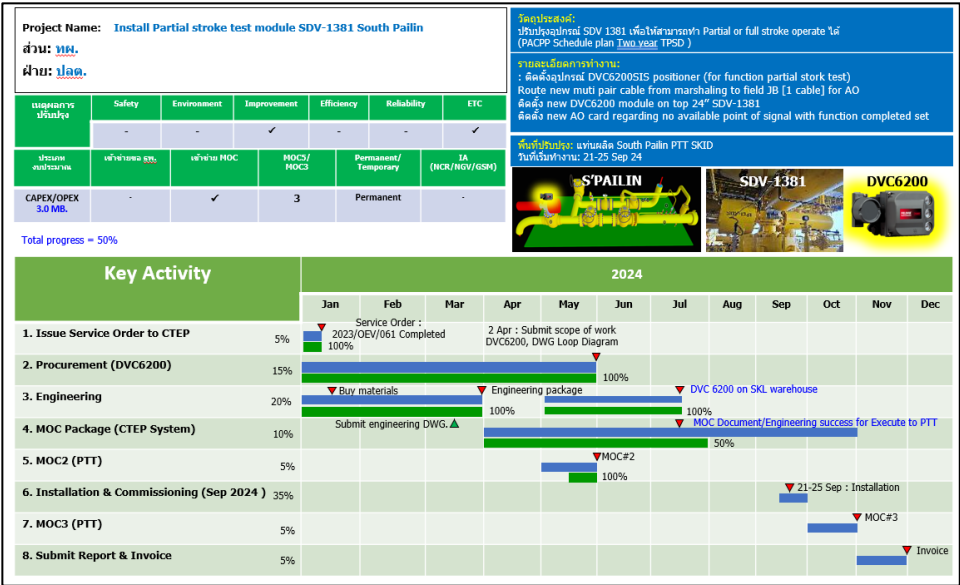 Project Name: Install Partial stroke test module SDV-1381 South Pailin
ส่วน: ทผ.
ฝ่าย: ปลต.
วัตถุประสงค์:
ปรับปรุงอุปกรณ์ SDV 1381 เพื่อให้สามารถทำ Partial or full stroke operate ได้
(PACPP Schedule plan Two year TPSD )
รายละเอียดการทำงาน:
: ติดตั้งอุปกรณ์ DVC6200SIS positioner (for function partial stork test)
Route new muti pair cable from marshaling to field JB [1 cable] for AO
ติดตั้ง new DVC6200 module on top 24” SDV-1381
ติดตั้ง new AO card regarding no available point of signal with function completed set
พื้นที่ปรับปรุง: แท่นผลิต South Pailin PTT SKID
วันที่เริ่มทำงาน: 21-25 Sep 24
เหตุผลการปรับปรุง Safety Environment Improvement Efficiency Reliability ETC
- - ✓ - - ✓
ประเภทงบประมาณ เข้าข่ายขอ ธพ. เข้าข่าย MOC MOC5/MOC3 Permanent/Temporary IA (NCR/NGV/GSM)
CAPEX/OPEX 3.0 MB. - ✓ 3 Permanent -
S'PAILIN SDV-1381 DVC6200
Total progress = 50%
Key Activity 2024
Jan Feb Mar Apr May Jun Jul Aug Sep Oct Nov Dec
1. Issue Service Order to CTEP 5%
Service Order :
2023/OEV/061 Completed
100%
2 Apr : Submit scope of work
DVC6200, DWG Loop Diagram
2. Procurement (DVC6200) 15% 100%
3. Engineering 20% Buy materials Engineering package DVC 6200 on SKL warehouse
100% 100%
Submit engineering DWG.
4. MOC Package (CTEP System) 10% MOC Document/Engineering success for Execute to PTT
50%
5. MOC2 (PTT) 5% MOC#2
100%
6. Installation & Commissioning (Sep 2024 ) 35% 21-25 Sep : Installation
7. MOC3 (PTT) 5% MOC#3
8. Submit Report & Invoice 5% Invoice